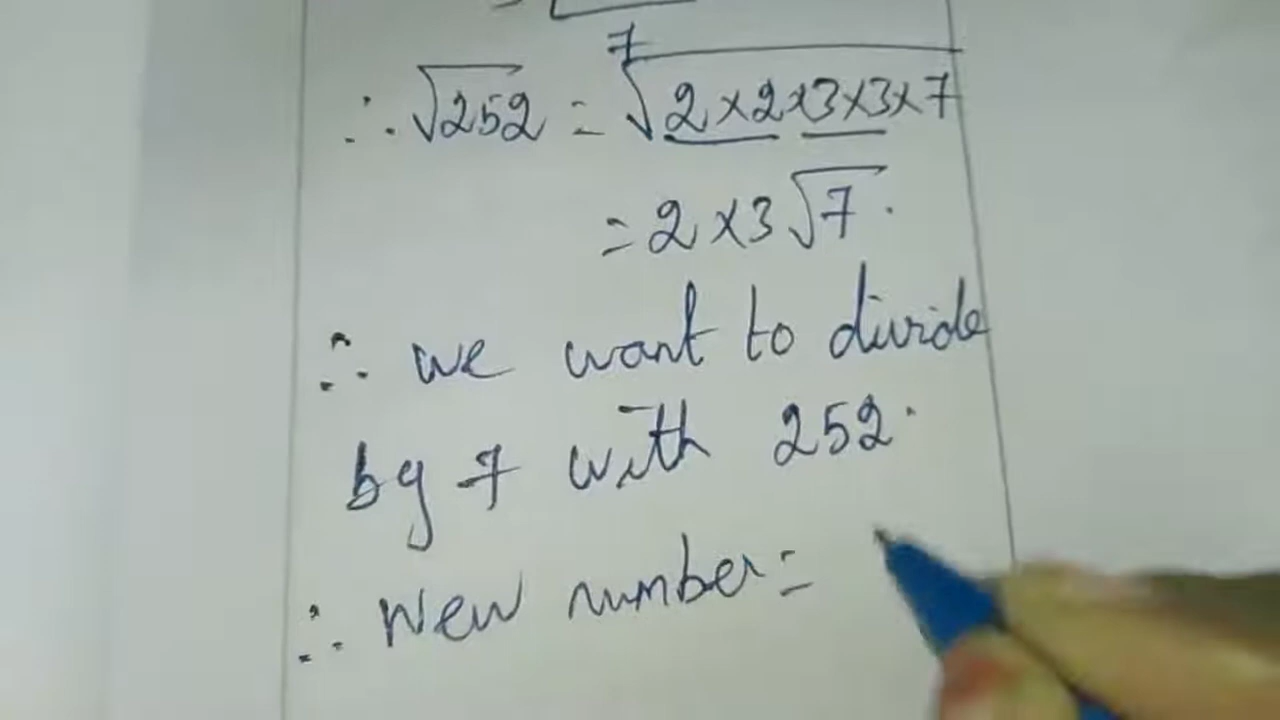 7
∴ √252 = √2×2×3×3×7
= 2×3√7.
∴ we want to divide
by 7 with 252.
∴ New number =